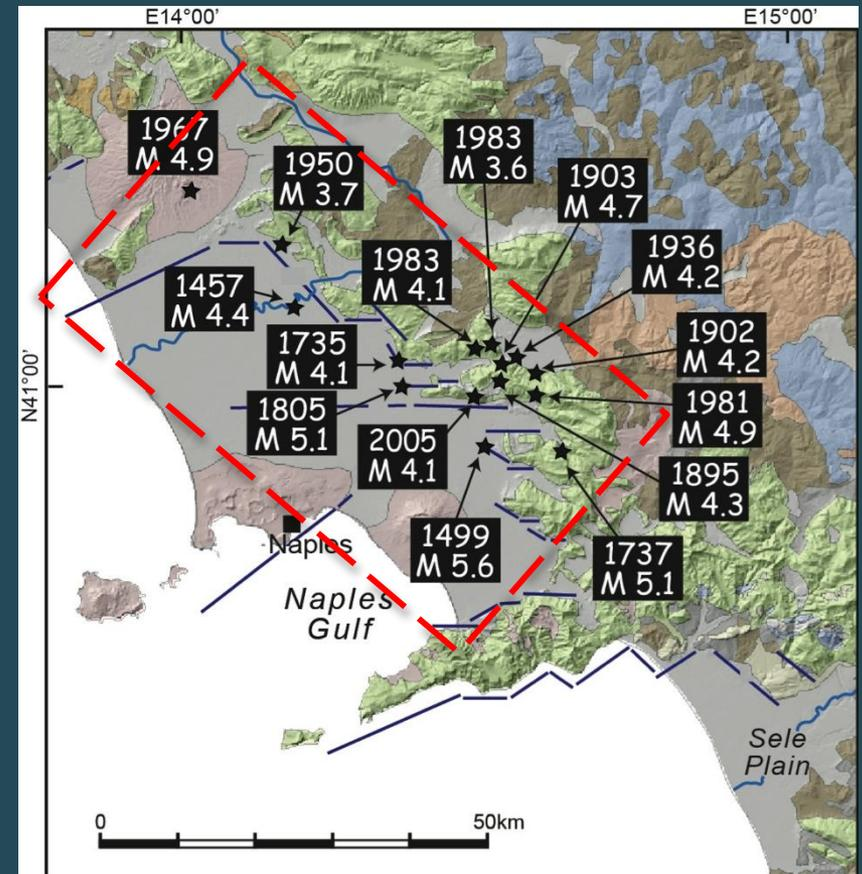 E14°00'
E15°00'
1967
M 4.9
1950
M 3.7
1983
M 3.6
1903
M 4.7
1936
M 4.2
1983
M 4.1
1457
M 4.4
1735
M 4.1
1902
M 4.2
N41°00'
1805
M 5.1
1981
M 4.9
2005
M 4.1
1895
M 4.3
1499
M 5.6
1737
M 5.1
Naples
Naples
Gulf
Sele
Plain
0
50km